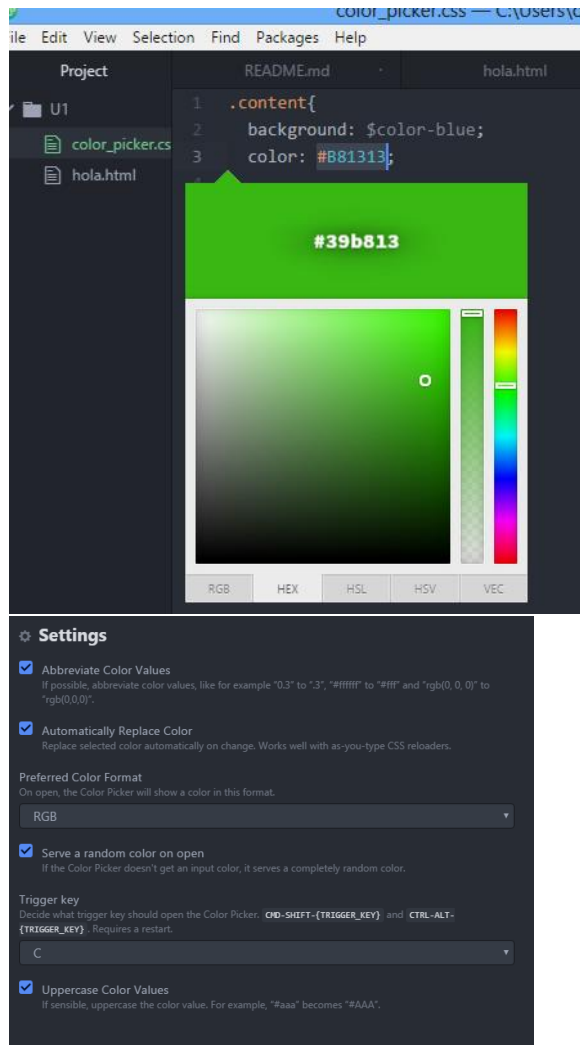 color_picker.css — C:\Users\c
ile Edit View Selection Find Packages Help
Project README.md hola.html
U1
color_picker.cs
hola.html
1 .content{
2 background: $color-blue;
3 color: #B81313;
#39b813
RGB HEX HSL HSV VEC
Settings
Abbreviate Color Values
If possible, abbreviate color values, like for example "0.3" to ".3", "#ffffff" to "#fff" and "rgb(0, 0, 0)" to
"rgb(0,0,0)".
Automatically Replace Color
Replace selected color automatically on change. Works well with as-you-type CSS reloaders.
Preferred Color Format
On open, the Color Picker will show a color in this format.
RGB
Serve a random color on open
If the Color Picker doesn't get an input color, it serves a completely random color.
Trigger key
Decide what trigger key should open the Color Picker. CMD-SHIFT-{TRIGGER_KEY} and CTRL-ALT-
{TRIGGER_KEY} . Requires a restart.
C
Uppercase Color Values
If sensible, uppercase the color value. For example, "#aaa" becomes "#AAA".